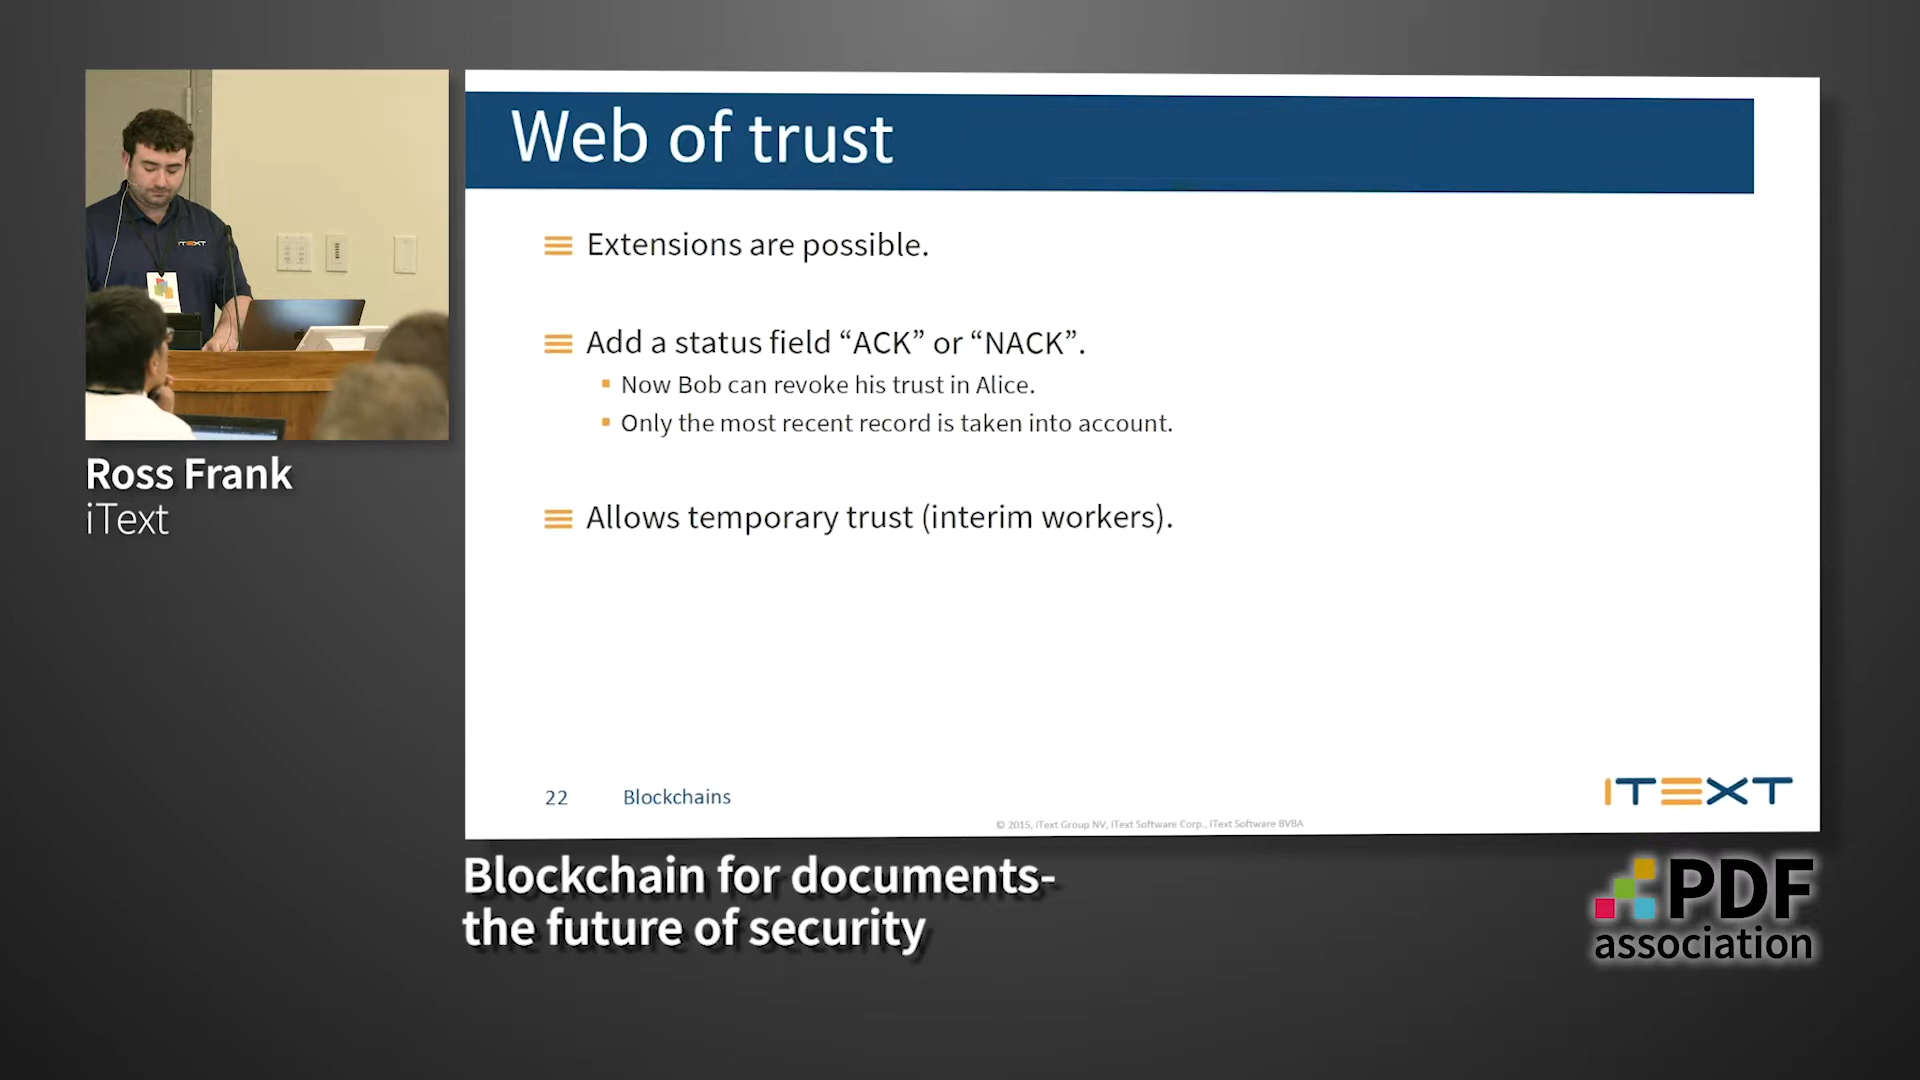 Web of trust
Extensions are possible.
Add a status field “ACK” or “NACK”.
Now Bob can revoke his trust in Alice.
Only the most recent record is taken into account.
Allows temporary trust (interim workers).
22 Blockchains
iTEXT
© 2015, iText Group NV, iText Software Corp., iText Software BVBA
iTEXT
Ross Frank
iText
Blockchain for documents-
the future of security
PDF
association